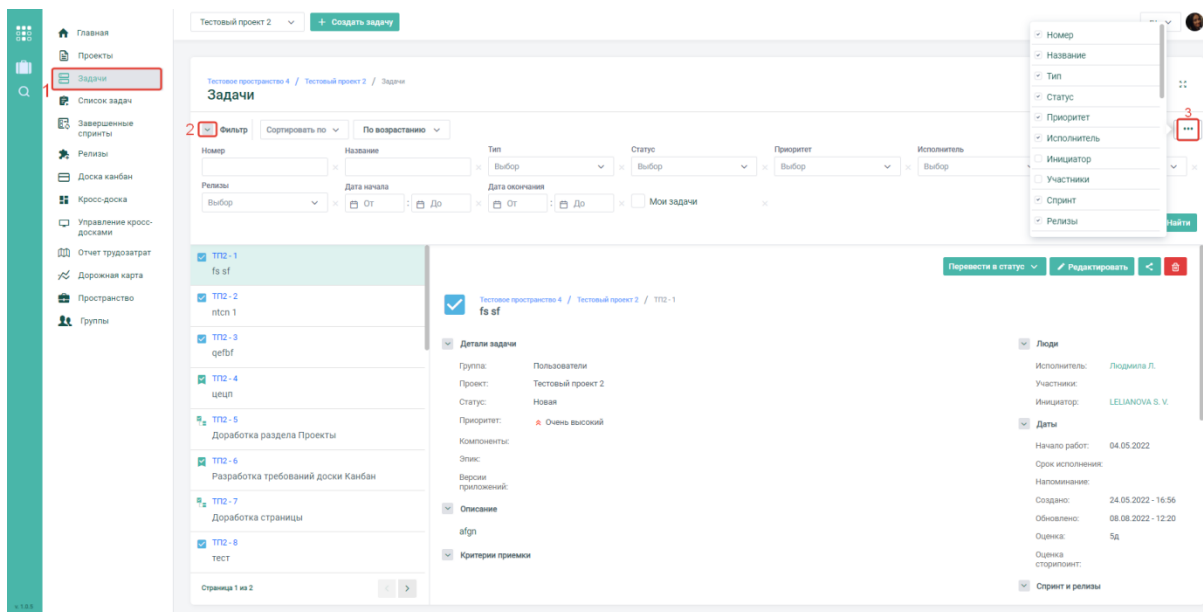 Тестовый проект 2
+ Создать задачу
Главная
Проекты
1
Задачи
Список задач
Завершенные
спринты
Релизы
Доска канбан
Кросс-доска
Управление кросс-
досками
Отчет трудозатрат
Дорожная карта
Пространство
Группы
Тестовое пространство 4 / Тестовый проект 2 / Задачи
Задачи
2
Фильтр
Сортировать по
По возрастанию
3
Номер
Название
Тип
Статус
Приоритет
Исполнитель
Выбор
Выбор
Выбор
Выбор
Релизы
Дата начала
Дата окончания
Выбор
От : До
От : До
Мои задачи
Найти
Номер
Название
Тип
Статус
Приоритет
Исполнитель
Инициатор
Участники
Спринт
Релизы
ТП2 - 1
fs sf
ТП2 - 2
ntcn 1
ТП2 - 3
qefbf
ТП2 - 4
цецп
ТП2 - 5
Доработка раздела Проекты
ТП2 - 6
Разработка требований доски Канбан
ТП2 - 7
Доработка страницы
ТП2 - 8
тест
Страница 1 из 2
Перевести в статус
Редактировать
Тестовое пространство 4 / Тестовый проект 2 / ТП2 - 1
fs sf
Детали задачи
Группа: Пользователи
Проект: Тестовый проект 2
Статус: Новая
Приоритет: Очень высокий
Компоненты:
Эпик:
Версии
приложений:
Описание
afgn
Критерии приемки
Люди
Исполнитель: Людмила Л.
Участники:
Инициатор: LELIANOVA S. V.
Даты
Начало работ: 04.05.2022
Срок исполнения:
Напоминание:
Создано: 24.05.2022 - 16:56
Обновлено: 08.08.2022 - 12:20
Оценка: 5д
Оценка
сторипоинт:
Спринт и релизы